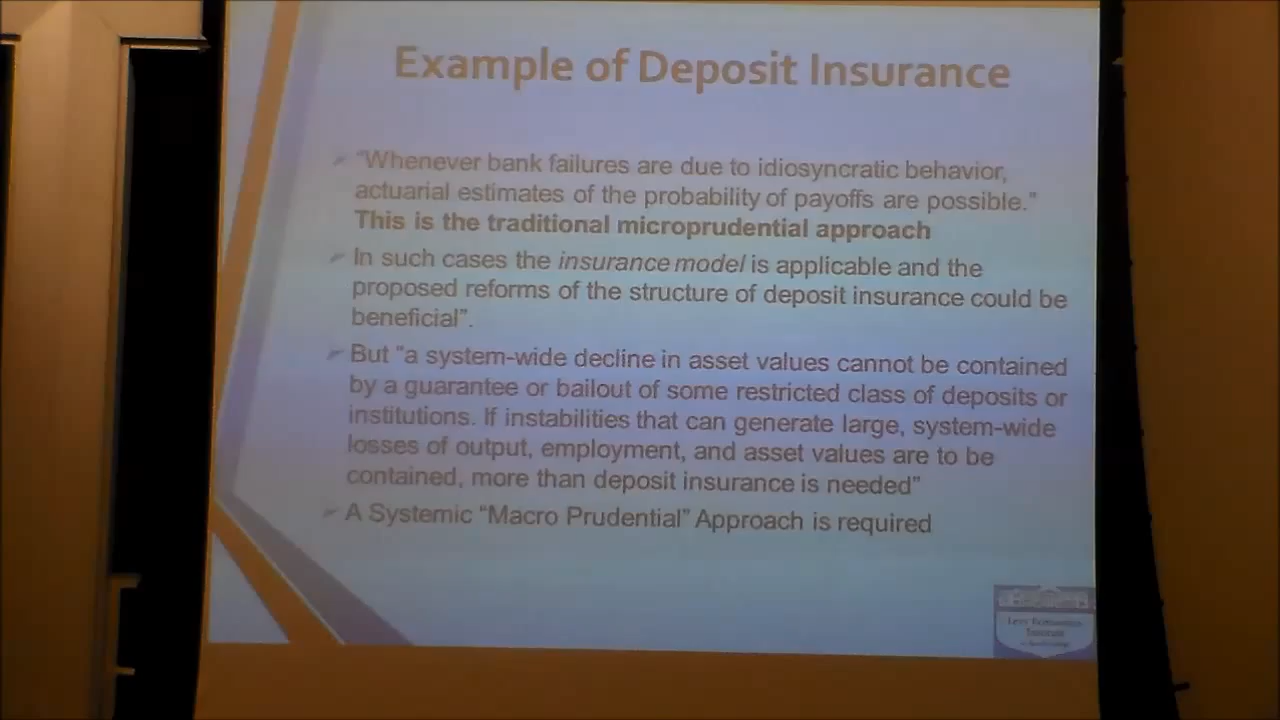 Example of Deposit Insurance
"Whenever bank failures are due to idiosyncratic behavior,
actuarial estimates of the probability of payoffs are possible."
This is the traditional microprudential approach
In such cases the insurance model is applicable and the
proposed reforms of the structure of deposit insurance could be
beneficial".
But "a system-wide decline in asset values cannot be contained
by a guarantee or bailout of some restricted class of deposits or
institutions. If instabilities that can generate large, system-wide
losses of output, employment, and asset values are to be
contained, more than deposit insurance is needed"
A Systemic "Macro Prudential" Approach is required
Levy Economics
Institute